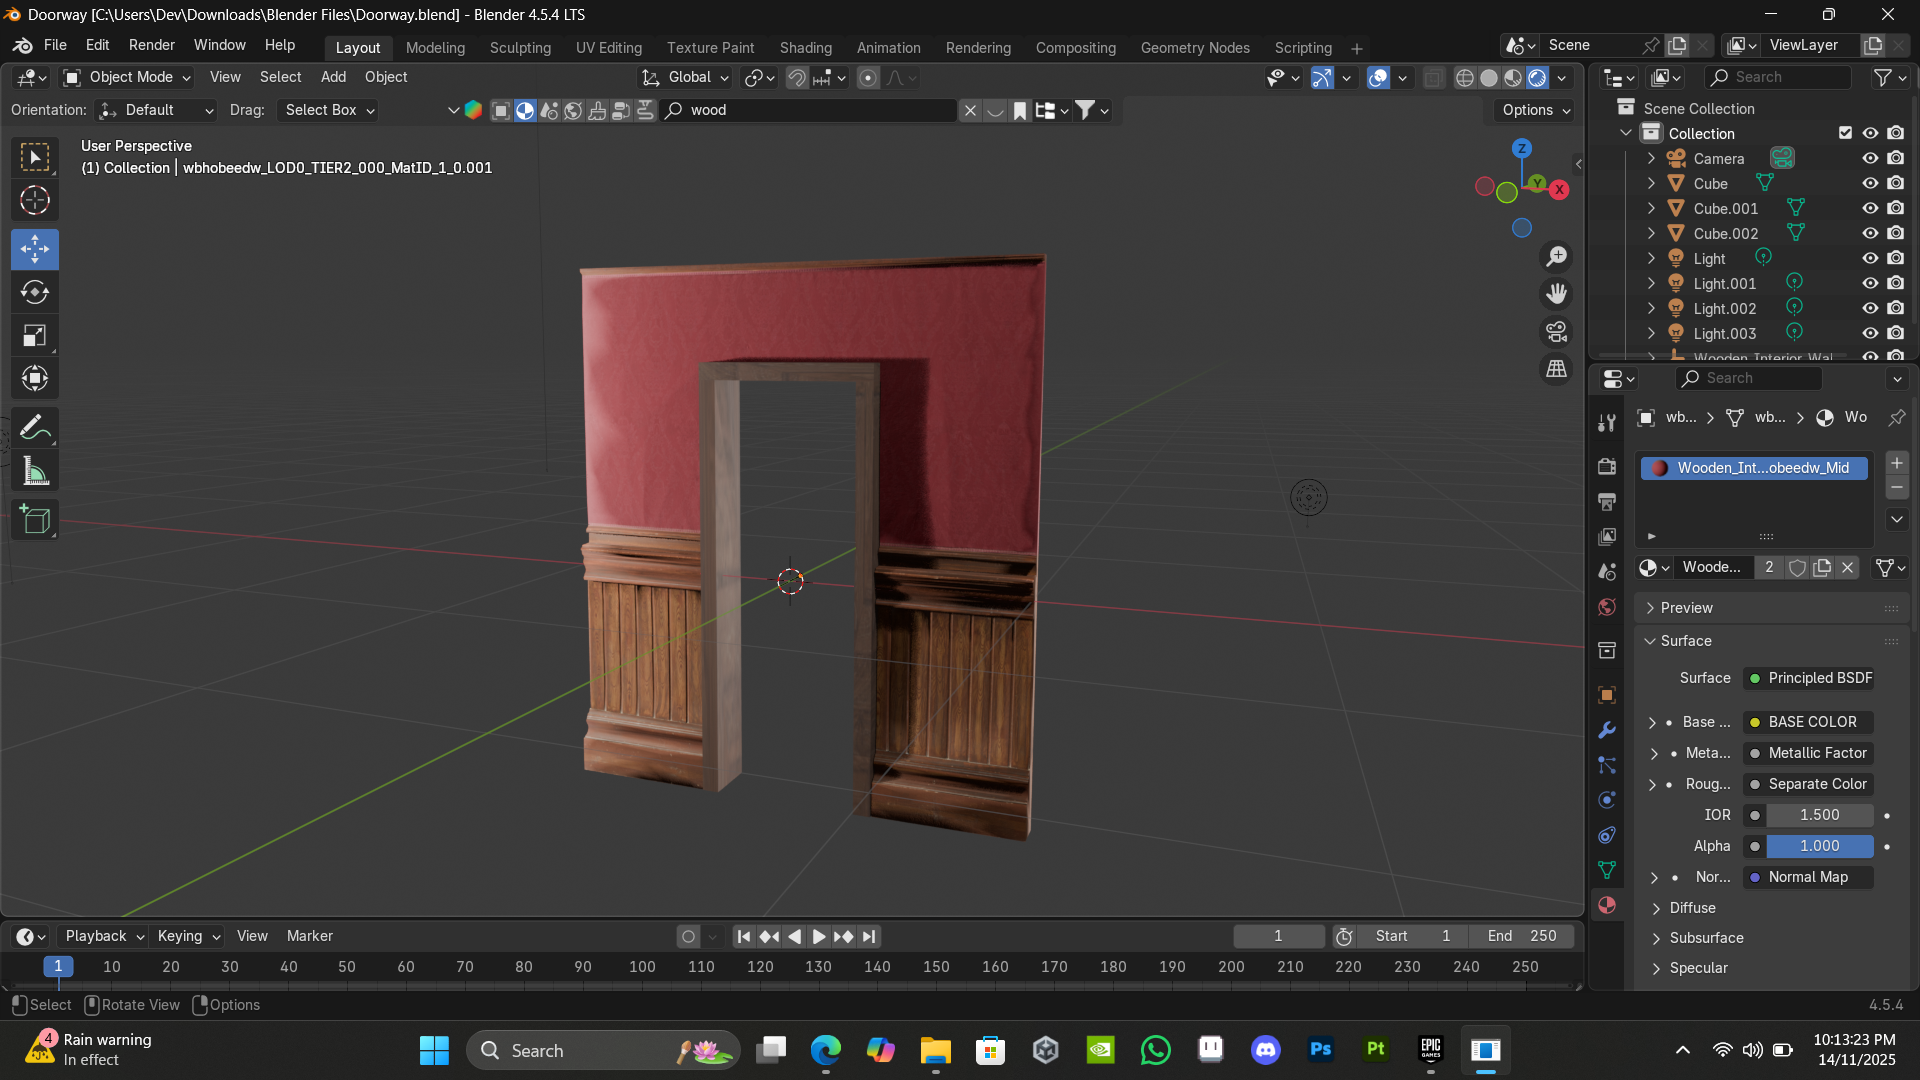 Doorway [C:\Users\Dev\Downloads\Blender Files\Doorway.blend] - Blender 4.5.4 LTS
File Edit Render Window Help Layout Modeling Sculpting UV Editing Texture Paint Shading Animation Rendering Compositing Geometry Nodes Scripting + Scene ViewLayer
Object Mode View Select Add Object Global Search
Orientation: Default Drag: Select Box wood Options
User Perspective
(1) Collection | wbhobeedw_LOD0_TIER2_000_MatID_1_0.001
Z
Y
X
Scene Collection
Collection
Camera
Cube
Cube.001
Cube.002
Light
Light.001
Light.002
Light.003
Wooden_Interior_Wal
Search
wb... wb... Wo
Wooden_Int...obeedw_Mid
Woode... 2
Preview
Surface
Surface Principled BSDF
Base ... BASE COLOR
Meta... Metallic Factor
Roug... Separate Color
IOR 1.500
Alpha 1.000
Nor... Normal Map
Diffuse
Subsurface
Specular
Playback Keying View Marker 1 Start 1 End 250
1 10 20 30 40 50 60 70 80 90 100 110 120 130 140 150 160 170 180 190 200 210 220 230 240 250
Select Rotate View Options 4.5.4
4 Rain warning
In effect
Search
Ps
Pt
EPIC GAMES
10:13:23 PM
14/11/2025